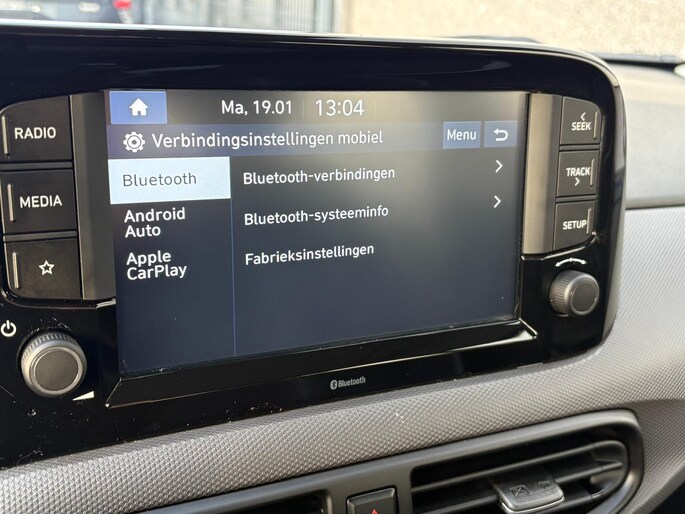 Ma, 19.01 13:04
RADIO
SEEK
Verbindingsinstellingen mobiel
Menu
Bluetooth
Bluetooth-verbindingen
TRACK
MEDIA
Android
Auto
Bluetooth-systeeminfo
SETUP
Apple
CarPlay
Fabrieksinstellingen
Bluetooth